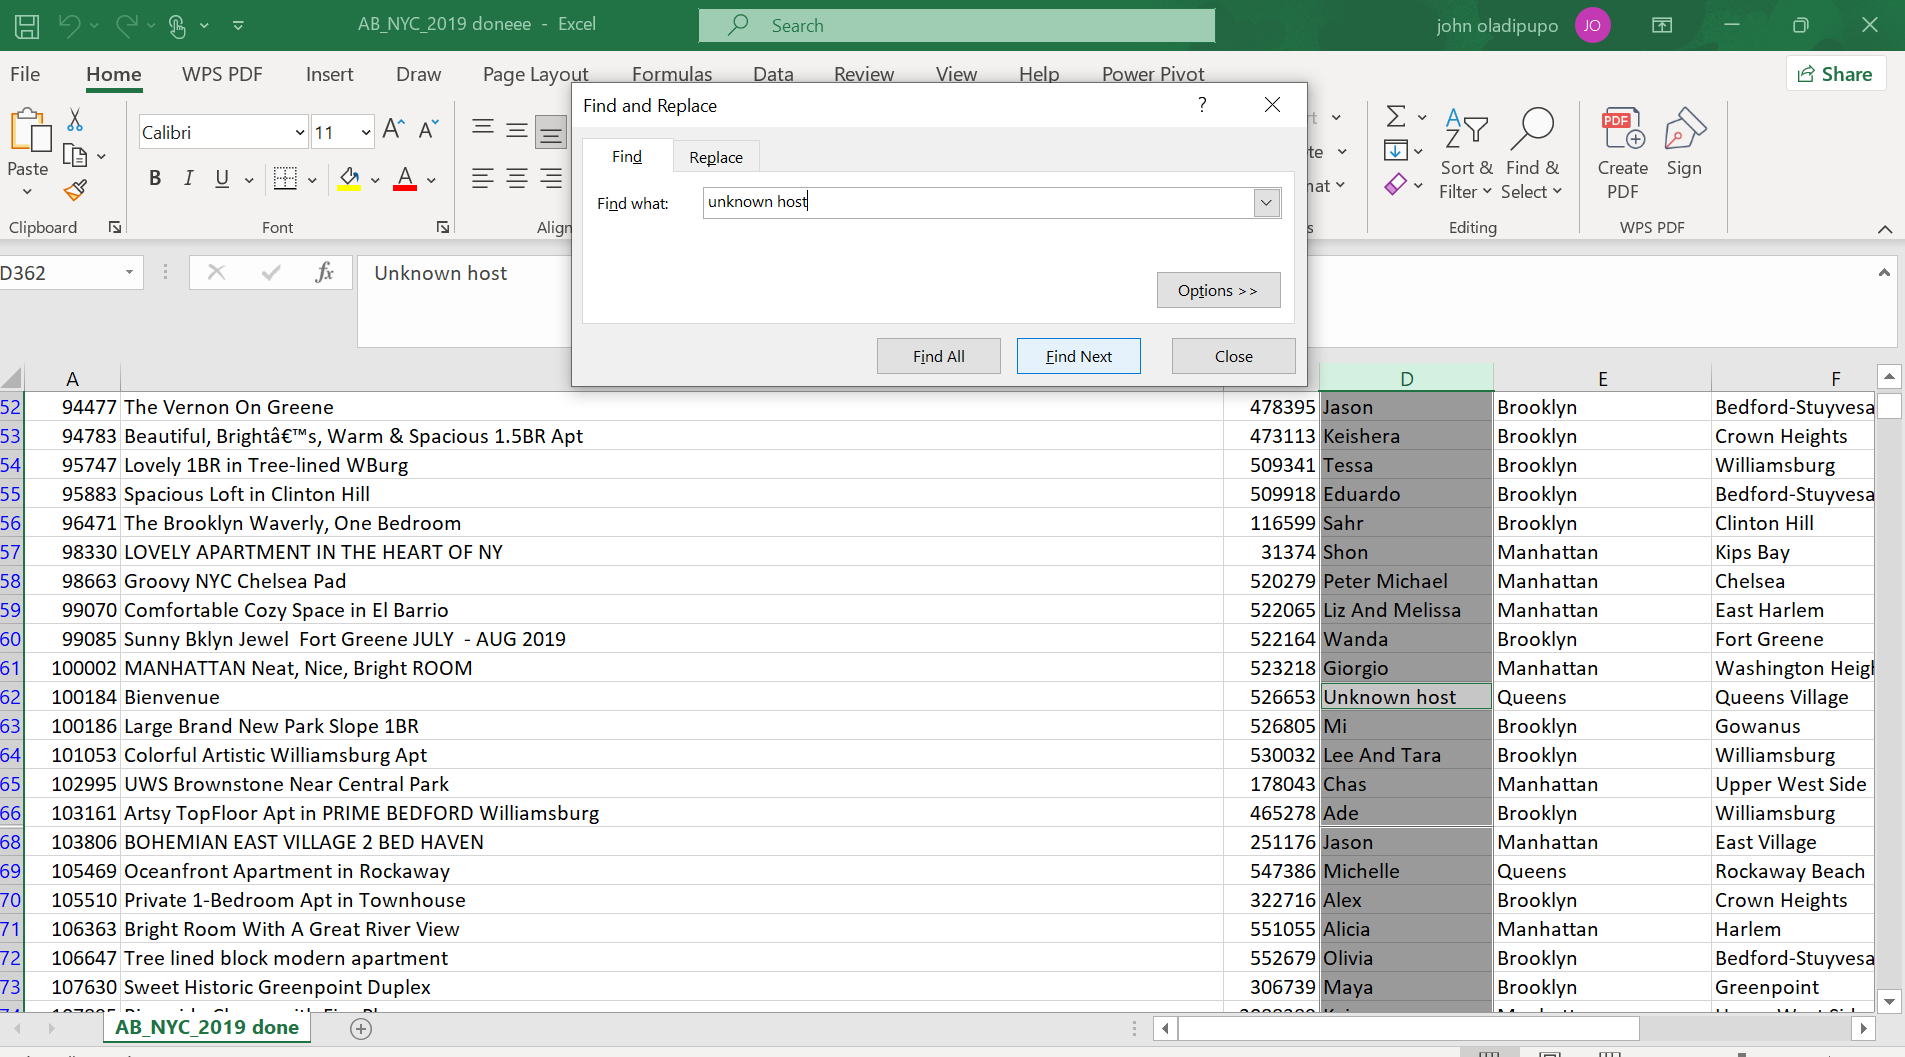 AB_NYC_2019 doneee - Excel
Search
john oladipupo
JO
File Home WPS PDF Insert Draw Page Layout Formulas Data Review View Help Power Pivot
Share
Paste
Clipboard
Calibri 11
B I U
Font
Align
Find and Replace
Find Replace
Find what: unknown host
Options >>
Find All Find Next Close
Sort & Filter
Find & Select
Editing
PDF
Create PDF
Sign
WPS PDF
D362
fx
Unknown host
A D E F
52 94477 The Vernon On Greene 478395 Jason Brooklyn Bedford-Stuyvesa
53 94783 Beautiful, Brightâ€™s, Warm & Spacious 1.5BR Apt 473113 Keishera Brooklyn Crown Heights
54 95747 Lovely 1BR in Tree-lined WBurg 509341 Tessa Brooklyn Williamsburg
55 95883 Spacious Loft in Clinton Hill 509918 Eduardo Brooklyn Bedford-Stuyvesa
56 96471 The Brooklyn Waverly, One Bedroom 116599 Sahr Brooklyn Clinton Hill
57 98330 LOVELY APARTMENT IN THE HEART OF NY 31374 Shon Manhattan Kips Bay
58 98663 Groovy NYC Chelsea Pad 520279 Peter Michael Manhattan Chelsea
59 99070 Comfortable Cozy Space in El Barrio 522065 Liz And Melissa Manhattan East Harlem
60 99085 Sunny Bklyn Jewel  Fort Greene JULY  - AUG 2019 522164 Wanda Brooklyn Fort Greene
61 100002 MANHATTAN Neat, Nice, Bright ROOM 523218 Giorgio Manhattan Washington Heigh
62 100184 Bienvenue 526653 Unknown host Queens Queens Village
63 100186 Large Brand New Park Slope 1BR 526805 Mi Brooklyn Gowanus
64 101053 Colorful Artistic Williamsburg Apt 530032 Lee And Tara Brooklyn Williamsburg
65 102995 UWS Brownstone Near Central Park 178043 Chas Manhattan Upper West Side
66 103161 Artsy TopFloor Apt in PRIME BEDFORD Williamsburg 465278 Ade Brooklyn Williamsburg
68 103806 BOHEMIAN EAST VILLAGE 2 BED HAVEN 251176 Jason Manhattan East Village
69 105469 Oceanfront Apartment in Rockaway 547386 Michelle Queens Rockaway Beach
70 105510 Private 1-Bedroom Apt in Townhouse 322716 Alex Brooklyn Crown Heights
71 106363 Bright Room With A Great River View 551055 Alicia Manhattan Harlem
72 106647 Tree lined block modern apartment 552679 Olivia Brooklyn Bedford-Stuyvesa
73 107630 Sweet Historic Greenpoint Duplex 306739 Maya Brooklyn Greenpoint
AB_NYC_2019 done